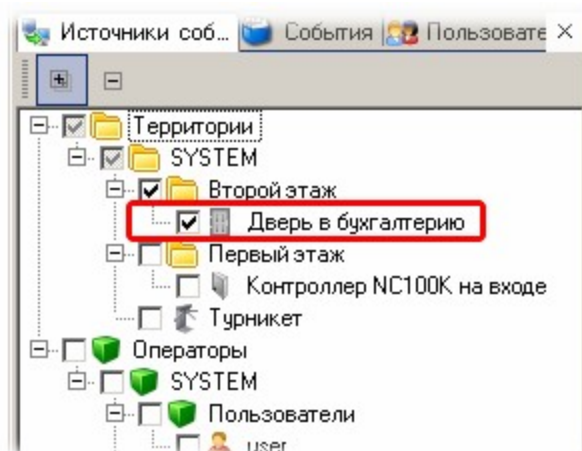 Источники соб... События Пользовате
Территории
SYSTEM
Второй этаж
Дверь в бухгалтерию
Первый этаж
Контроллер NC100K на входе
Турникет
Операторы
SYSTEM
Пользователи
user